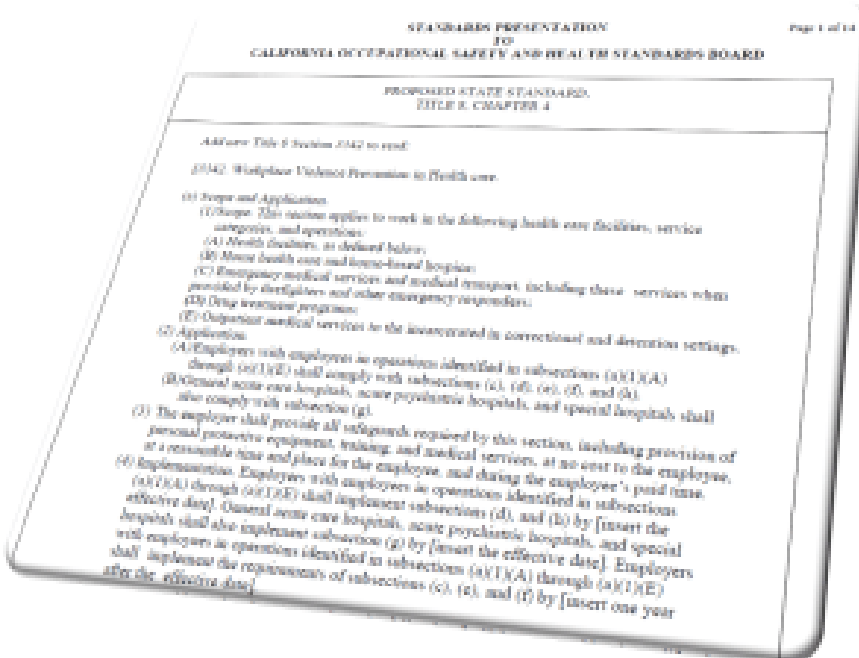 STANDARDS PRESENTATION
TO
CALIFORNIA OCCUPATIONAL SAFETY AND HEALTH STANDARDS BOARD
Page 1 of 14
PROPOSED STATE STANDARD,
TITLE 8, CHAPTER 4
Add new Title 8 Section 3342 to read:
§3342. Workplace Violence Prevention in Health care.
(a) Scope and Application.
(1) Scope. This section applies to work in the following health care facilities, service
categories, and operations:
(A) Health facilities, as defined below;
(B) Home health care and home-based hospice;
(C) Emergency medical services and medical transport, including these services when
provided by firefighters and other emergency responders;
(D) Drug treatment programs;
(E) Outpatient medical services to the incarcerated in correctional and detention settings.
(2) Application.
(A) Employers with employees in operations identified in subsections (a)(1)(A)
through (a)(1)(E) shall comply with subsections (c), (d), (e), (f), and (h).
(B) General acute care hospitals, acute psychiatric hospitals, and special hospitals shall
also comply with subsection (g).
(3) The employer shall provide all safeguards required by this section, including provision of
personal protective equipment, training, and medical services, at no cost to the employee,
at a reasonable time and place for the employee, and during the employee's paid time.
(4) Implementation. Employers with employees in operations identified in subsections
(a)(1)(A) through (a)(1)(E) shall implement subsections (d), and (h) by [insert the
effective date]. General acute care hospitals, acute psychiatric hospitals, and special
hospitals shall also implement subsection (g) by [insert the effective date]. Employers
with employees in operations identified in subsections (a)(1)(A) through (a)(1)(E)
shall implement the requirements of subsections (c), (e), and (f) by [insert one year
after the effective date]